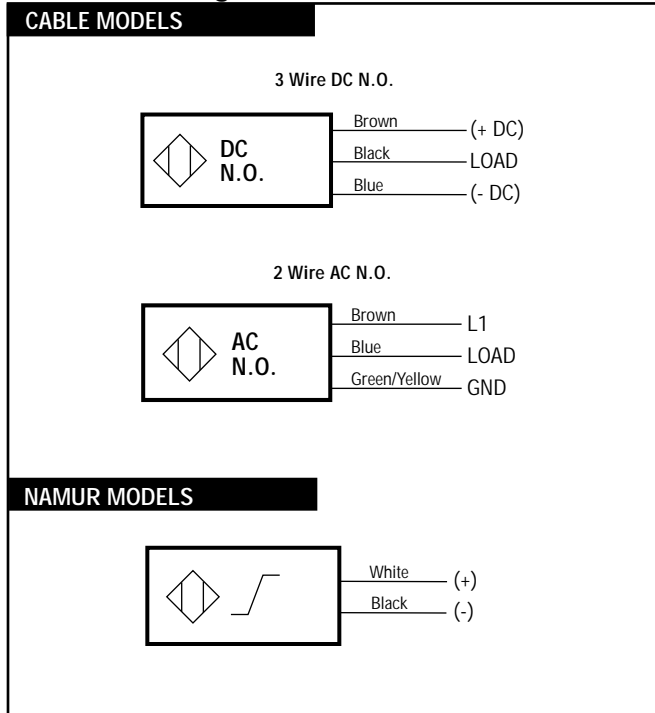 CABLE MODELS
3 Wire DC N.O.
DC
N.O.
Brown (+ DC)
Black LOAD
Blue (- DC)
2 Wire AC N.O.
AC
N.O.
Brown L1
Blue LOAD
Green/Yellow GND
NAMUR MODELS
White (+)
Black (-)